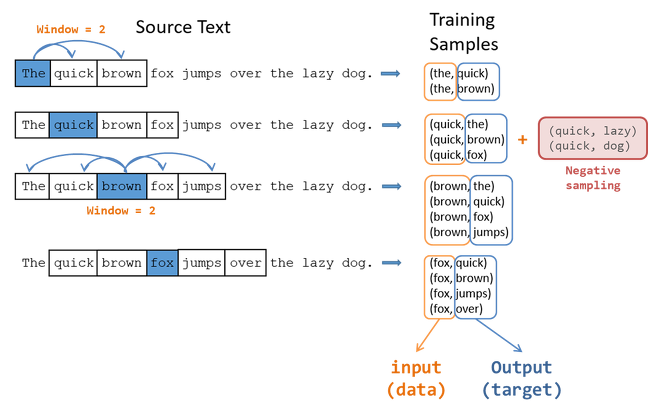 Window = 2
Source Text
Training
Samples
The quick brown fox jumps over the lazy dog.
(the, quick)
(the, brown)
The quick brown fox jumps over the lazy dog.
(quick, the)
(quick, brown)
(quick, fox)
+
(quick, lazy)
(quick, dog)
Negative
sampling
The quick brown fox jumps over the lazy dog.
Window = 2
(brown, the)
(brown, quick)
(brown, fox)
(brown, jumps)
The quick brown fox jumps over the lazy dog.
(fox, quick)
(fox, brown)
(fox, jumps)
(fox, over)
input
(data)
Output
(target)